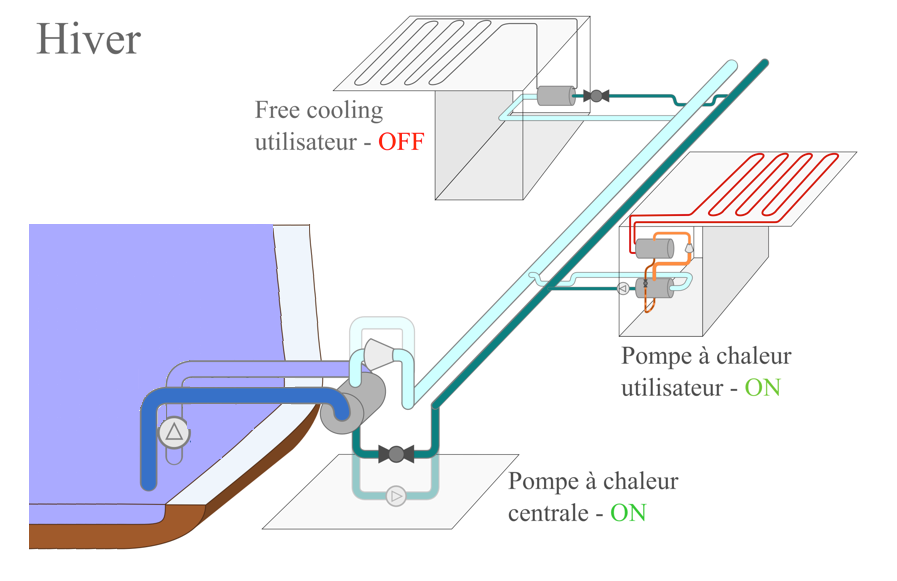 Hiver
Free cooling
utilisateur - OFF
Pompe à chaleur
utilisateur - ON
Pompe à chaleur
centrale - ON